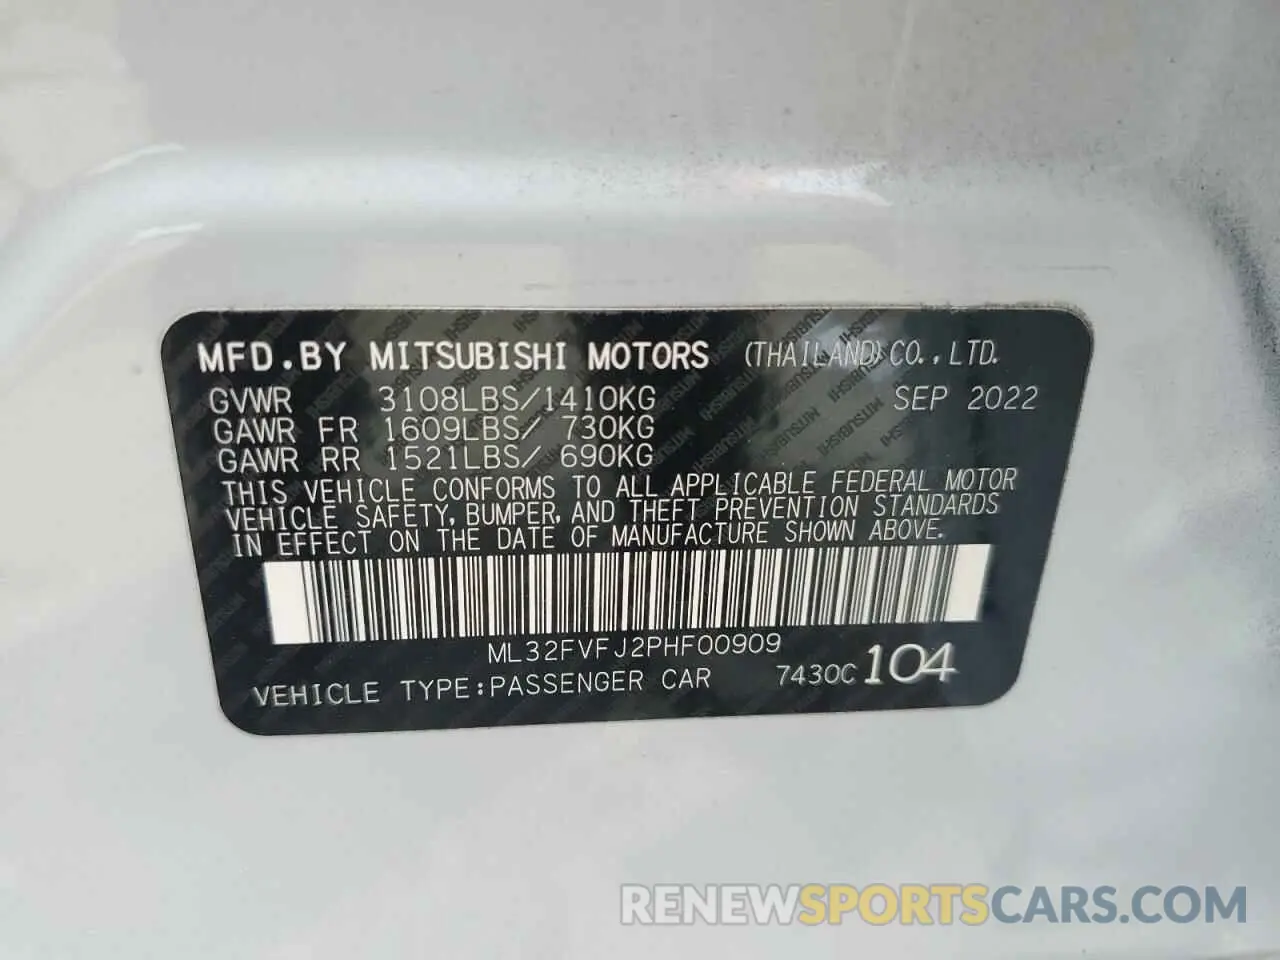 MFD.BY MITSUBISHI MOTORS (THAILAND) CO., LTD.
GVWR 3108LBS/1410KG SEP 2022
GAWR FR 1609LBS/ 730KG
GAWR RR 1521LBS/ 690KG
THIS VEHICLE CONFORMS TO ALL APPLICABLE FEDERAL MOTOR
VEHICLE SAFETY, BUMPER, AND THEFT PREVENTION STANDARDS
IN EFFECT ON THE DATE OF MANUFACTURE SHOWN ABOVE.
ML32FVFJ2PHF00909
VEHICLE TYPE:PASSENGER CAR 7430C 104
RENEWSPORTSCARS.COM